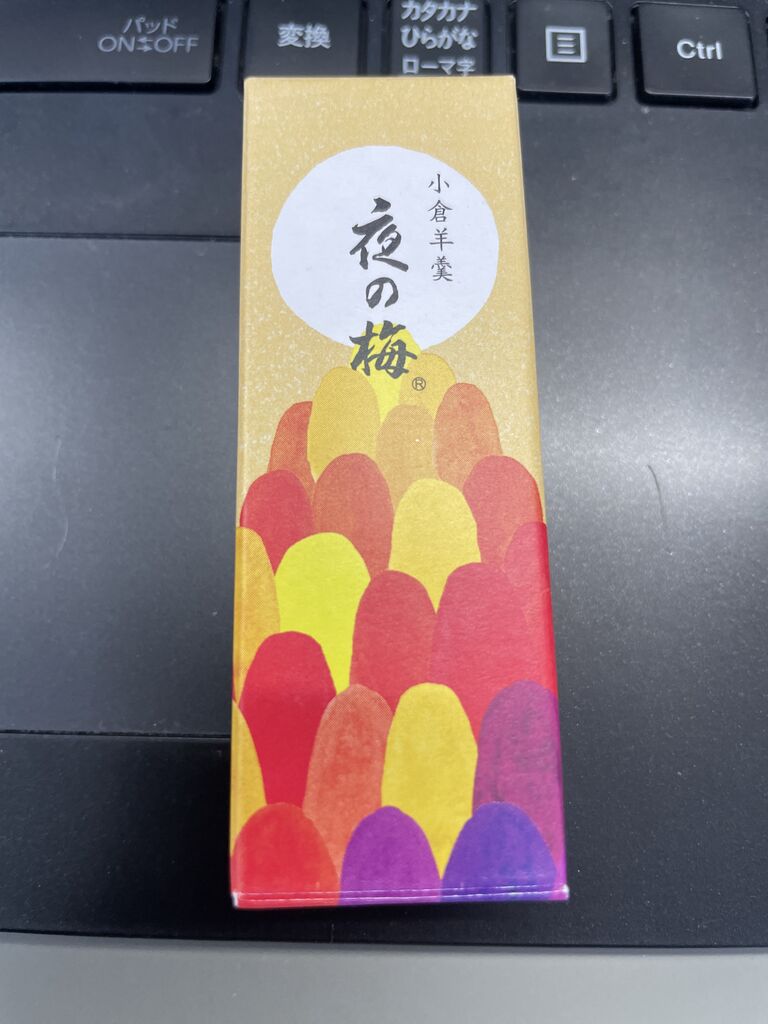 パッド
ON⇆OFF
変換
カタカナ
ひらがな
ローマ字
Ctrl
小倉羊羹
夜の梅®